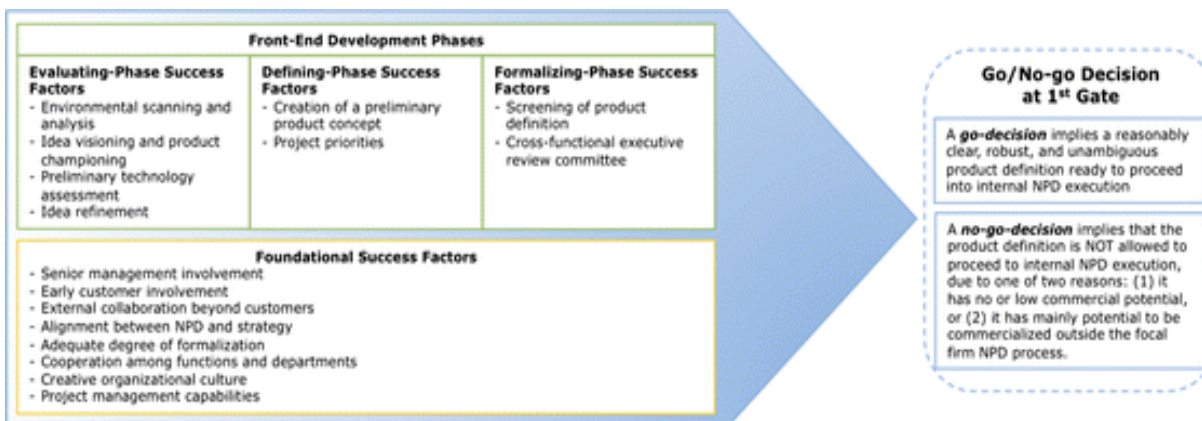 Front-End Development Phases
Evaluating-Phase Success
Factors
- Environmental scanning and
analysis
- Idea visioning and product
championing
- Preliminary technology
assessment
- Idea refinement
Defining-Phase Success
Factors
- Creation of a preliminary
product concept
- Project priorities
Formalizing-Phase Success
Factors
- Screening of product
definition
- Cross-functional executive
review committee
Foundational Success Factors
- Senior management involvement
- Early customer involvement
- External collaboration beyond customers
- Alignment between NPD and strategy
- Adequate degree of formalization
- Cooperation among functions and departments
- Creative organizational culture
- Project management capabilities
Go/No-go Decision
at 1st Gate
A go-decision implies a reasonably
clear, robust, and unambiguous
product definition ready to proceed
into internal NPD execution
A no-go-decision implies that the
product definition is NOT allowed to
proceed to internal NPD execution,
due to one of two reasons: (1) it
has no or low commercial potential,
or (2) it has mainly potential to be
commercialized outside the focal
firm NPD process.